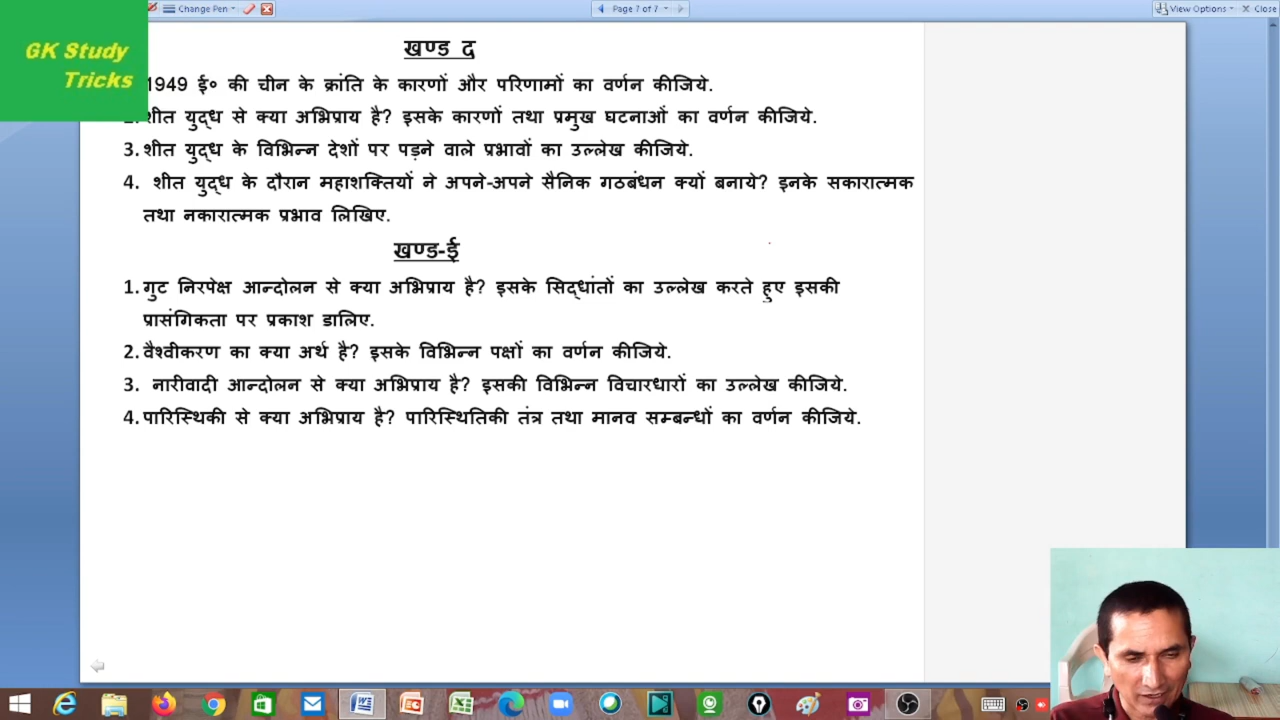 Change Pen
Page 7 of 7
View Options
Close
GK Study
Tricks
खण्ड द
1949 ई० की चीन के क्रांति के कारणों और परिणामों का वर्णन कीजिये.
2. शीत युद्ध से क्या अभिप्राय है? इसके कारणों तथा प्रमुख घटनाओं का वर्णन कीजिये.
3. शीत युद्ध के विभिन्न देशों पर पड़ने वाले प्रभावों का उल्लेख कीजिये.
4. शीत युद्ध के दौरान महाशक्तियों ने अपने-अपने सैनिक गठबंधन क्यों बनाये? इनके सकारात्मक
तथा नकारात्मक प्रभाव लिखिए.
खण्ड-ई
1. गुट निरपेक्ष आन्दोलन से क्या अभिप्राय है? इसके सिद्धांतों का उल्लेख करते हुए इसकी
प्रासंगिकता पर प्रकाश डालिए.
2. वैश्वीकरण का क्या अर्थ है? इसके विभिन्न पक्षों का वर्णन कीजिये.
3. नारीवादी आन्दोलन से क्या अभिप्राय है? इसकी विभिन्न विचारधारों का उल्लेख कीजिये.
4. पारिस्थिकी से क्या अभिप्राय है? पारिस्थितिकी तंत्र तथा मानव सम्बन्धों का वर्णन कीजिये.